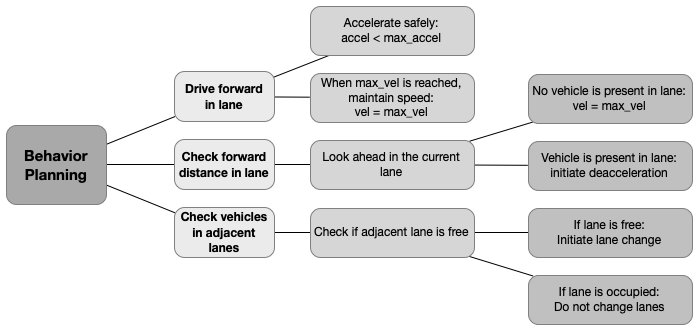 Behavior
Planning
Drive forward
in lane
Accelerate safely:
accel < max_accel
When max_vel is reached,
maintain speed:
vel = max_vel
Check forward
distance in lane
Look ahead in the current
lane
No vehicle is present in lane:
vel = max_vel
Vehicle is present in lane:
initiate deacceleration
Check vehicles
in adjacent
lanes
Check if adjacent lane is free
If lane is free:
Initiate lane change
If lane is occupied:
Do not change lanes